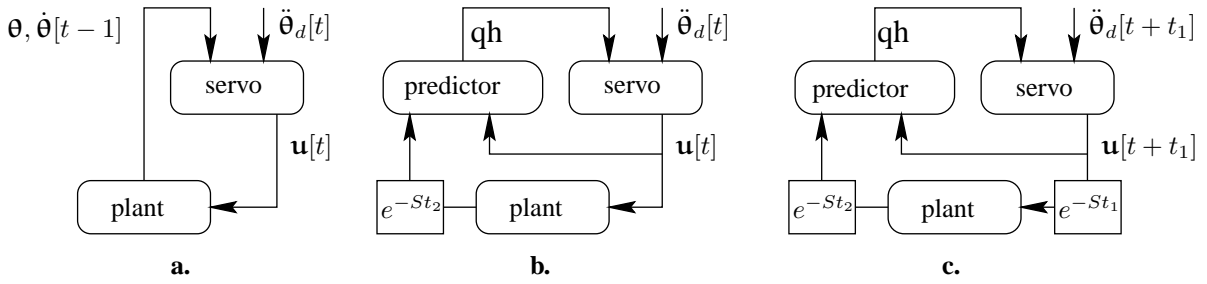 θ, θ̇[t − 1]
θ̈_d[t]
servo
u[t]
plant
a.
qh
θ̈_d[t]
predictor
servo
u[t]
e^{−St_2}
plant
b.
qh
θ̈_d[t + t_1]
predictor
servo
u[t + t_1]
e^{−St_2}
plant
e^{−St_1}
c.